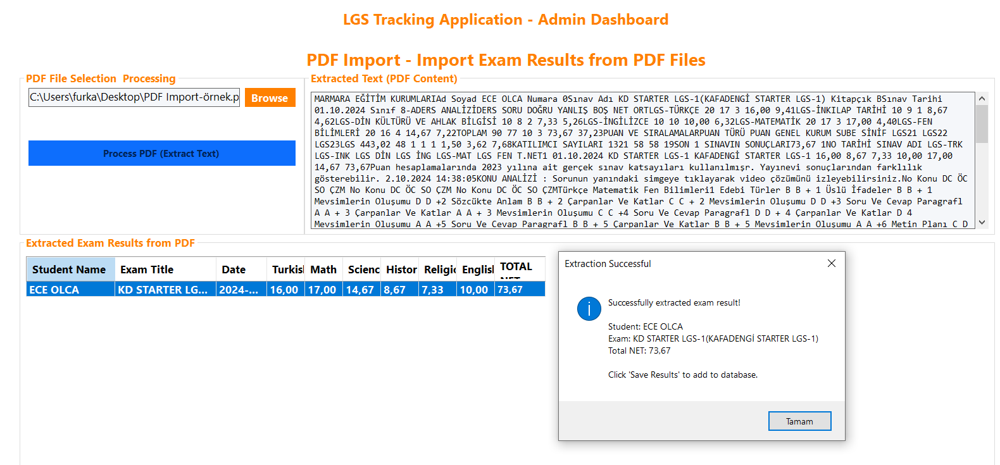 LGS Tracking Application - Admin Dashboard
PDF Import - Import Exam Results from PDF Files
PDF File Selection  Processing
C:\Users\furka\Desktop\PDF Import-örnek.p
Browse
Process PDF (Extract Text)
Extracted Text (PDF Content)
MARMARA EĞİTİM KURUMLARIAd Soyad ECE OLCA Numara 0Sınav Adı KD STARTER LGS-1(KAFADENGİ STARTER LGS-1) Kitapçık BSınav Tarihi
01.10.2024 Sınıf 8-ADERS ANALİZİDERS SORU DOĞRU YANLIŞ BOŞ NET ORTLGS-TÜRKÇE 20 17 3 16,00 9,41LGS-İNKILAP TARİHİ 10 9 1 8,67
4,62LGS-DİN KÜLTÜRÜ VE AHLAK BİLGİSİ 10 8 2 7,33 5,26LGS-İNGİLİZCE 10 10 10,00 6,32LGS-MATEMATİK 20 17 3 17,00 4,40LGS-FEN
BİLİMLERİ 20 16 4 14,67 7,22TOPLAM 90 77 10 3 73,67 37,23PUAN VE SIRALAMALARPUAN TÜRÜ PUAN GENEL KURUM SUBE SİNİF LGS21 LGS22
LGS23LGS 443,02 48 1 1 1 1,50 3,62 7,68KATILIMCI SAYILARI 1321 58 58 19SON 1 SINAVIN SONUÇLARI73,67 1NO TARİHİ SINAV ADI LGS-TRK
LGS-INK LGS DİN LGS İNG LGS-MAT LGS FEN T.NET1 01.10.2024 KD STARTER LGS-1 KAFADENGİ STARTER LGS-1 16,00 8,67 7,33 10,00 17,00
14,67 73,67Puan hesaplamalarında 2023 yılına ait gerçek sınav katsayıları kullanılmışr. Yayınevi sonuçlarından farklılık
gösterebilir. 2.10.2024 14:38:05KONU ANALİZİ : Sorunun yanındaki simgeye tıklayarak video çözümünü izleyebilirsiniz.No Konu DC ÖC
SO ÇZM No Konu DC ÖC SO ÇZM No Konu DC ÖC SO ÇZMTürkçe Matematik Fen Bilimleri1 Edebi Türler B B + 1 Üslü İfadeler B B + 1
Mevsimlerin Oluşumu D D +2 Sözcükte Anlam B B + 2 Çarpanlar Ve Katlar C C + 2 Mevsimlerin Oluşumu D D +3 Soru Ve Cevap Paragrafl
A A + 3 Çarpanlar Ve Katlar A A + 3 Mevsimlerin Oluşumu C C +4 Soru Ve Cevap Paragrafl D D + 4 Çarpanlar Ve Katlar D 4
Mevsimlerin Oluşumu A A +5 Soru Ve Cevap Paragrafl B B + 5 Çarpanlar Ve Katlar B B + 5 Mevsimlerin Oluşumu A A +6 Metin Planı C D
Extracted Exam Results from PDF
Student Name Exam Title Date Turkis Math Scienc Histor Religic English TOTAL
ECE OLCA KD STARTER LG... 2024-... 16,00 17,00 14,67 8,67 7,33 10,00 73,67
Extraction Successful
Successfully extracted exam result!
Student: ECE OLCA
Exam: KD STARTER LGS-1(KAFADENGİ STARTER LGS-1)
Total NET: 73,67
Click 'Save Results' to add to database.
Tamam